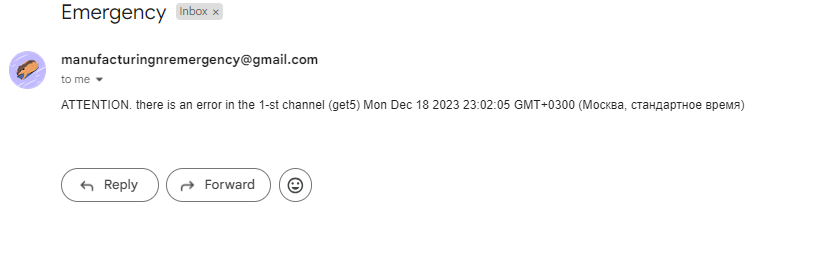 Emergency Inbox ×
manufacturingnremergency@gmail.com
to me
ATTENTION. there is an error in the 1-st channel (get5) Mon Dec 18 2023 23:02:05 GMT+0300 (Москва, стандартное время)
Reply Forward